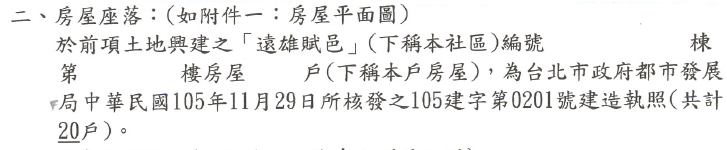 二、房屋座落：(如附件一：房屋平面圖)
於前項土地興建之「遠雄賦邑」(下稱本社區)編號　　　　　棟
第　　　　樓房屋　　　戶(下稱本戶房屋)，為台北市政府都市發展
局中華民國105年11月29日所核發之105建字第0201號建造執照(共計
20戶)。